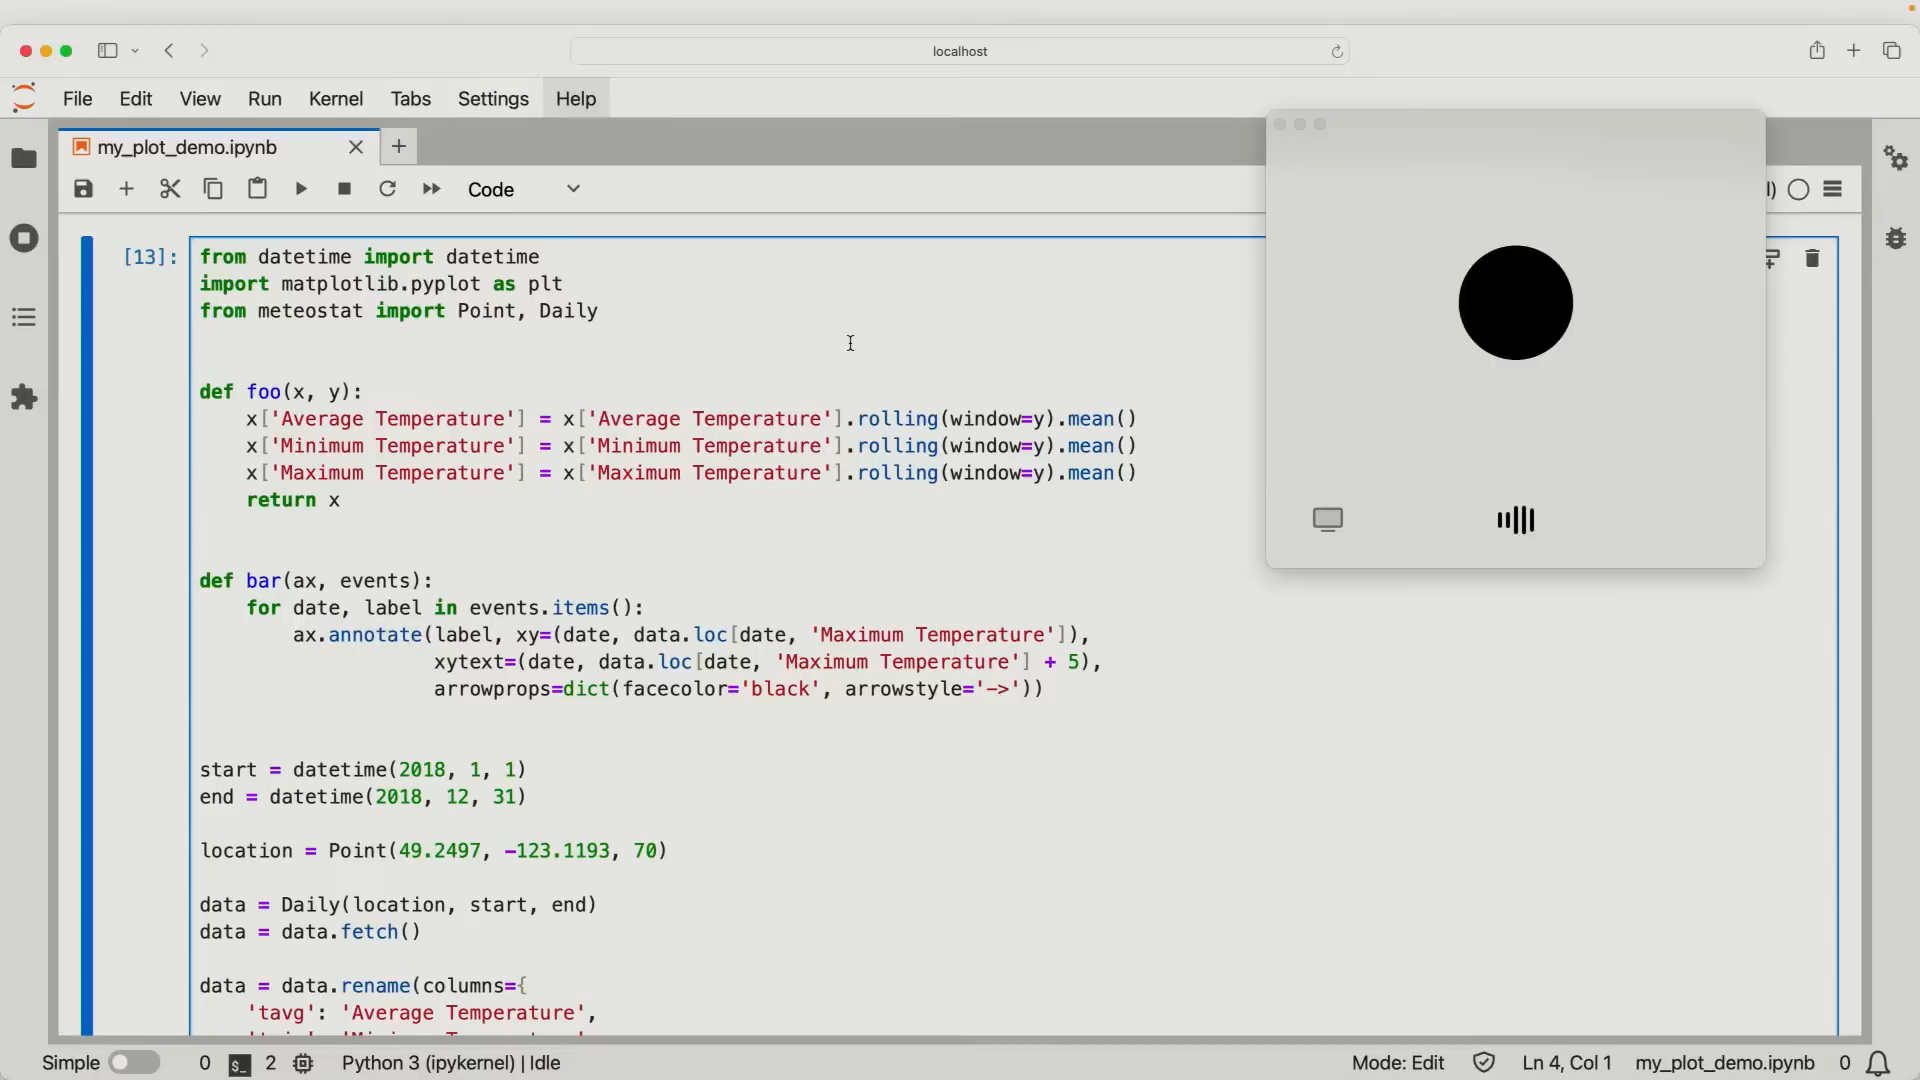 localhost
File Edit View Run Kernel Tabs Settings Help
my_plot_demo.ipynb
Code
[13]:
from datetime import datetime
import matplotlib.pyplot as plt
from meteostat import Point, Daily
def foo(x, y):
x['Average Temperature'] = x['Average Temperature'].rolling(window=y).mean()
x['Minimum Temperature'] = x['Minimum Temperature'].rolling(window=y).mean()
x['Maximum Temperature'] = x['Maximum Temperature'].rolling(window=y).mean()
return x
def bar(ax, events):
for date, label in events.items():
ax.annotate(label, xy=(date, data.loc[date, 'Maximum Temperature']),
xytext=(date, data.loc[date, 'Maximum Temperature'] + 5),
arrowprops=dict(facecolor='black', arrowstyle='->'))
start = datetime(2018, 1, 1)
end = datetime(2018, 12, 31)
location = Point(49.2497, -123.1193, 70)
data = Daily(location, start, end)
data = data.fetch()
data = data.rename(columns={
'tavg': 'Average Temperature',
Simple 0 $_ 2 Python 3 (ipykernel) | Idle Mode: Edit Ln 4, Col 1 my_plot_demo.ipynb 0